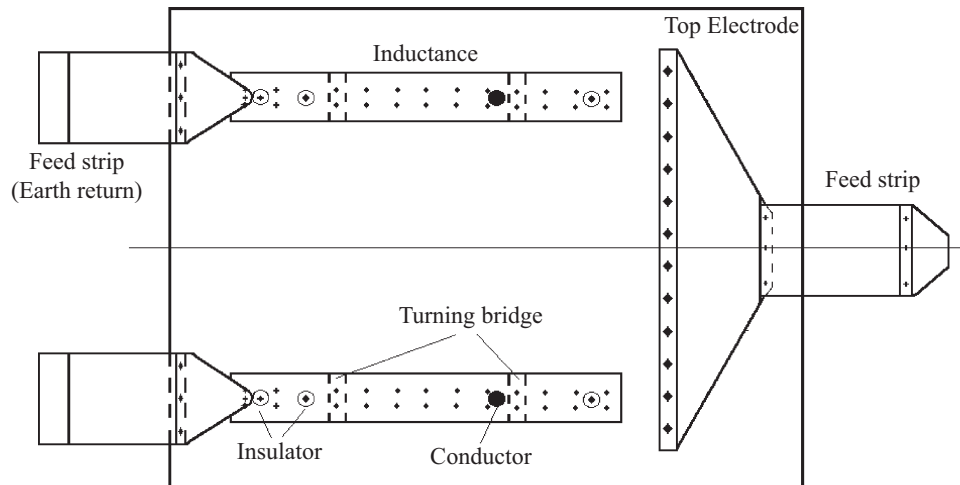 Top Electrode
Inductance
Feed strip
(Earth return)
Feed strip
Turning bridge
Insulator
Conductor